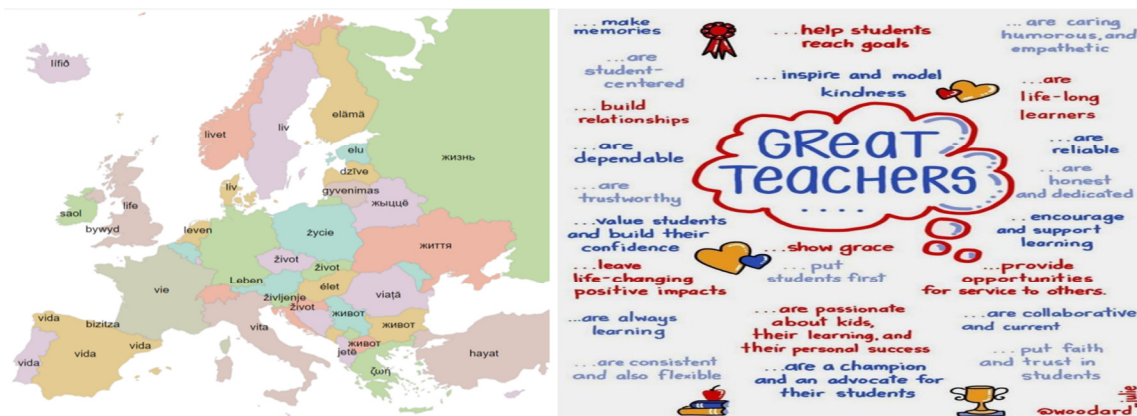 lífið
livet
liv
elämä
elu
dzīve
gyvenimas
жизнь
liv
saol
life
bywyd
leven
życie
жыццё
життя
život
Leben
život
vie
življenje
élet
viață
život
живот
живот
vida
bizitza
vida
vida
vida
vita
живот
jetë
ζωή
hayat
...make
memories
...help students
reach goals
...are caring
humorous, and
empathetic
...are
student-
centered
...inspire and model
kindness
...are
life-long
learners
...build
relationships
GREAT
TEACHERS
....
...are
dependable
...are
reliable
...are
trustworthy
...are
honest
and dedicated
...value students
and build their
confidence
...show grace
...encourage
and support
learning
...leave
life-changing
positive impacts
...put
students first
...provide
opportunities
for service to others.
...are always
learning
...are passionate
about kids,
their learning, and
their personal success
...are collaborative
and current
...are consistent
and also flexible
...are a champion
and an advocate for
their students
...put faith
and trust in
students
@woodard
julie